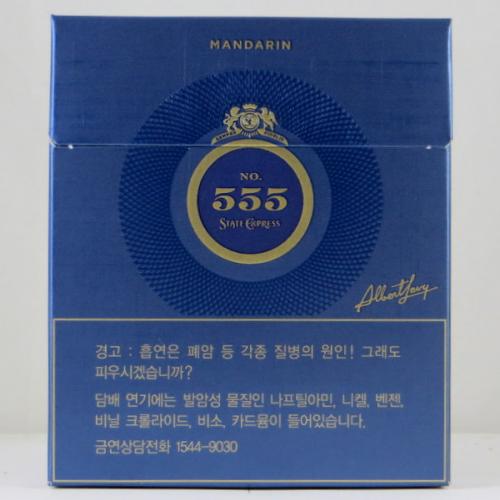 MANDARIN
NO.
555
STATE EXPRESS
Albert Levy
경고 : 흡연은 폐암 등 각종 질병의 원인! 그래도
피우시겠습니까?
담배 연기에는 발암성 물질인 나프틸아민, 니켈, 벤젠,
비닐 크롤라이드, 비소, 카드뮴이 들어있습니다.
금연상담전화 1544-9030